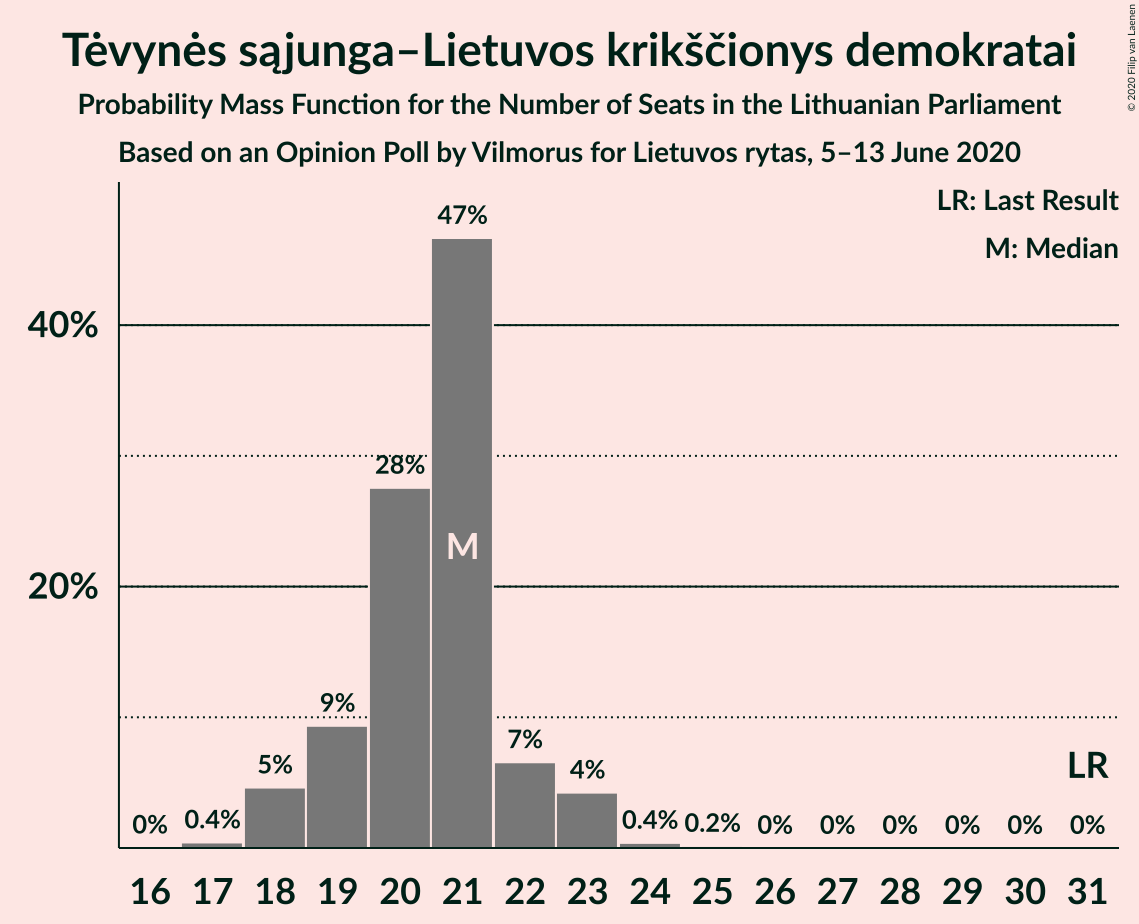 Tėvynės sąjunga–Lietuvos krikščionys demokratai
Probability Mass Function for the Number of Seats in the Lithuanian Parliament
Based on an Opinion Poll by Vilmorus for Lietuvos rytas, 5–13 June 2020
© 2020 Filip van Laenen
LR: Last Result
M: Median
47%
40%
28%
M
20%
9%
7%
5%
4%
LR
0% 0.4% 0.4% 0.2% 0% 0% 0% 0% 0% 0%
16 17 18 19 20 21 22 23 24 25 26 27 28 29 30 31